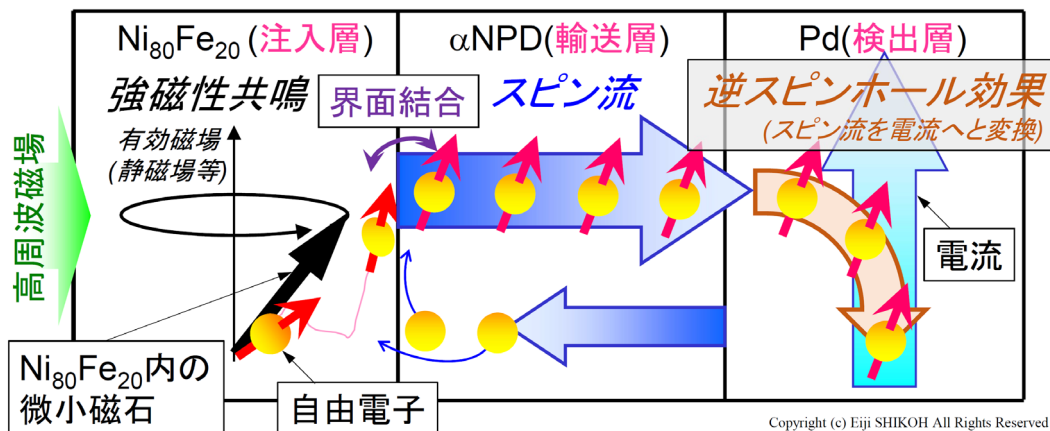 Ni80Fe20 (注入層)
αNPD(輸送層)
Pd(検出層)
強磁性共鳴
界面結合
スピン流
逆スピンホール効果
(スピン流を電流へと変換)
有効磁場
(静磁場等)
高周波磁場
電流
Ni80Fe20内の
微小磁石
自由電子
Copyright (c) Eiji SHIKOH All Rights Reserved